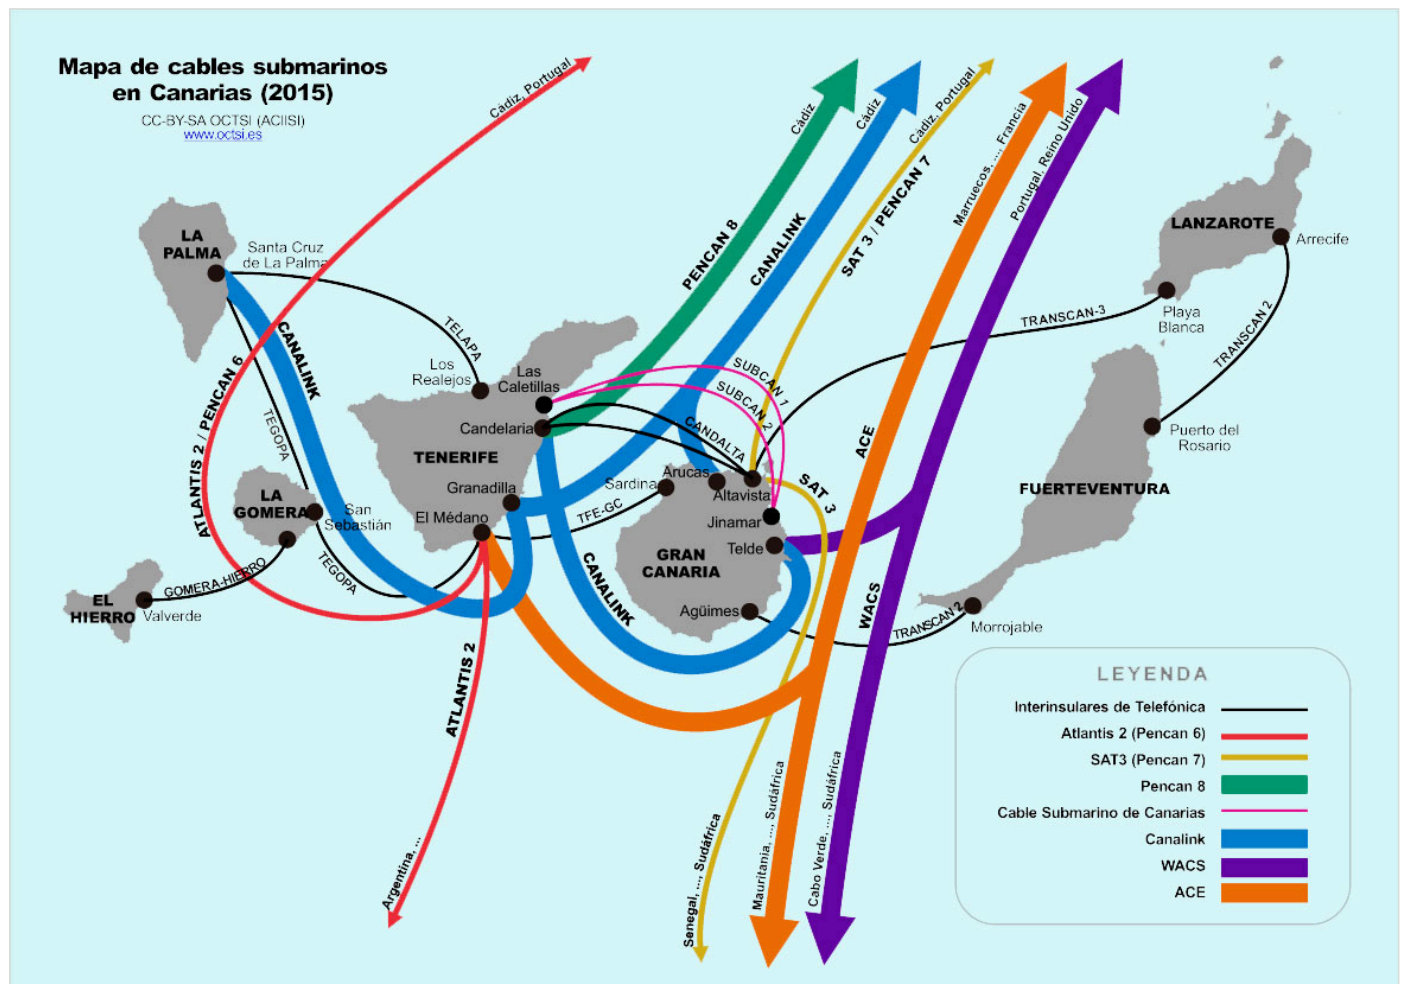 Mapa de cables submarinos
en Canarias (2015)
CC-BY-SA OCTSI (ACIISI)
www.octsi.es
Cádiz, Portugal
Cádiz
Cádiz
Cadiz, Portugal
Marruecos, ..., Francia
Portugal, Reino Unido
PENCAN 8
CANALINK
SAT 3 / PENCAN 7
LA
PALMA
Santa Cruz
de La Palma
LANZAROTE
Arrecife
Playa
Blanca
TRANSCAN-3
TRANSCAN 2
CANALINK
TELAPA
Los
Realejos
Las
Caletillas
SUBCAN 1
SUBCAN 2
CANDALTA
Candelaria
TENERIFE
ATLANTIS 2 / PENCAN 6
TEGOPA
ACE
Puerto del
Rosario
FUERTEVENTURA
Granadilla
El Médano
Sardina
Arucas
Altavista
SAT 3
Jinamar
Telde
TFE-GC
LA
GOMERA
San
Sebastián
GRAN
CANARIA
CANALINK
TEGOPA
GOMERA-HIERRO
EL
HIERRO
Valverde
Agüimes
WACS
TRANSCAN 2
Morrojable
ATLANTIS 2
Argentina, ...
Senegal, ..., Sudáfrica
Mauritania, ..., Sudáfrica
Cabo Verde, ..., Sudáfrica
LEYENDA
Interinsulares de Telefónica
Atlantis 2 (Pencan 6)
SAT3 (Pencan 7)
Pencan 8
Cable Submarino de Canarias
Canalink
WACS
ACE